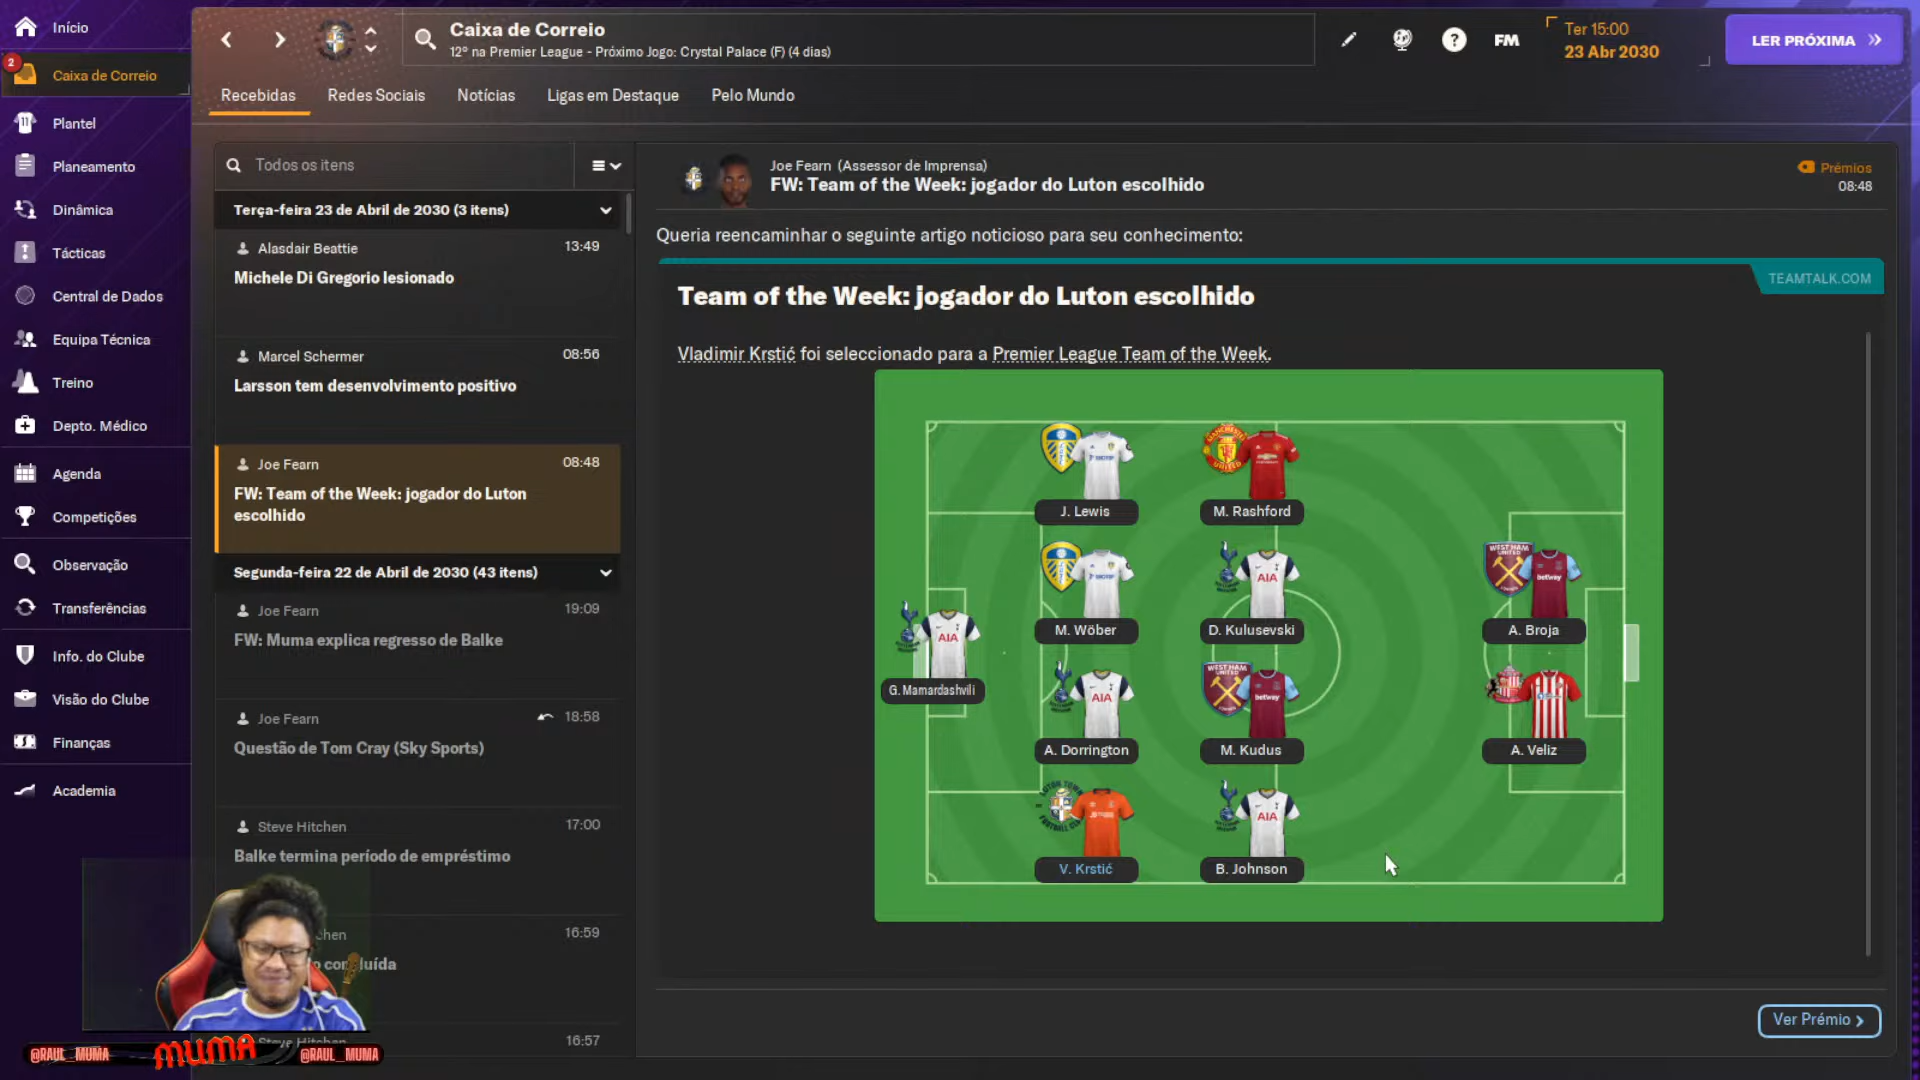 Início
2
Caixa de Correio
Plantel
Planeamento
Dinâmica
Tácticas
Central de Dados
Equipa Técnica
Treino
Depto. Médico
Agenda
Competições
Observação
Transferências
Info. do Clube
Visão do Clube
Finanças
Academia
Caixa de Correio
12º na Premier League - Próximo Jogo: Crystal Palace (F) (4 dias)
?
FM
Ter 15:00
23 Abr 2030
LER PRÓXIMA
Recebidas
Redes Sociais
Notícias
Ligas em Destaque
Pelo Mundo
Todos os itens
Terça-feira 23 de Abril de 2030 (3 itens)
Alasdair Beattie
13:49
Michele Di Gregorio lesionado
Marcel Schermer
08:56
Larsson tem desenvolvimento positivo
Joe Fearn
08:48
FW: Team of the Week: jogador do Luton
escolhido
Segunda-feira 22 de Abril de 2030 (43 itens)
Joe Fearn
19:09
FW: Muma explica regresso de Balke
Joe Fearn
18:58
Questão de Tom Cray (Sky Sports)
Steve Hitchen
17:00
Balke termina período de empréstimo
chen
16:59
Steve Hitchen
16:57
Joe Fearn (Assessor de Imprensa)
FW: Team of the Week: jogador do Luton escolhido
Prémios
08:48
Queria reencaminhar o seguinte artigo noticioso para seu conhecimento:
TEAMTALK.COM
Team of the Week: jogador do Luton escolhido
Vladimir Krstić foi seleccionado para a Premier League Team of the Week.
J. Lewis
M. Rashford
M. Wöber
D. Kulusevski
A. Broja
G. Mamardashvili
A. Dorrington
M. Kudus
A. Veliz
V. Krstić
B. Johnson
AIA
AIA
AIA
AIA
betway
betway
Ver Prémio
@RAUL_MUMA
MUMA
@RAUL_MUMA